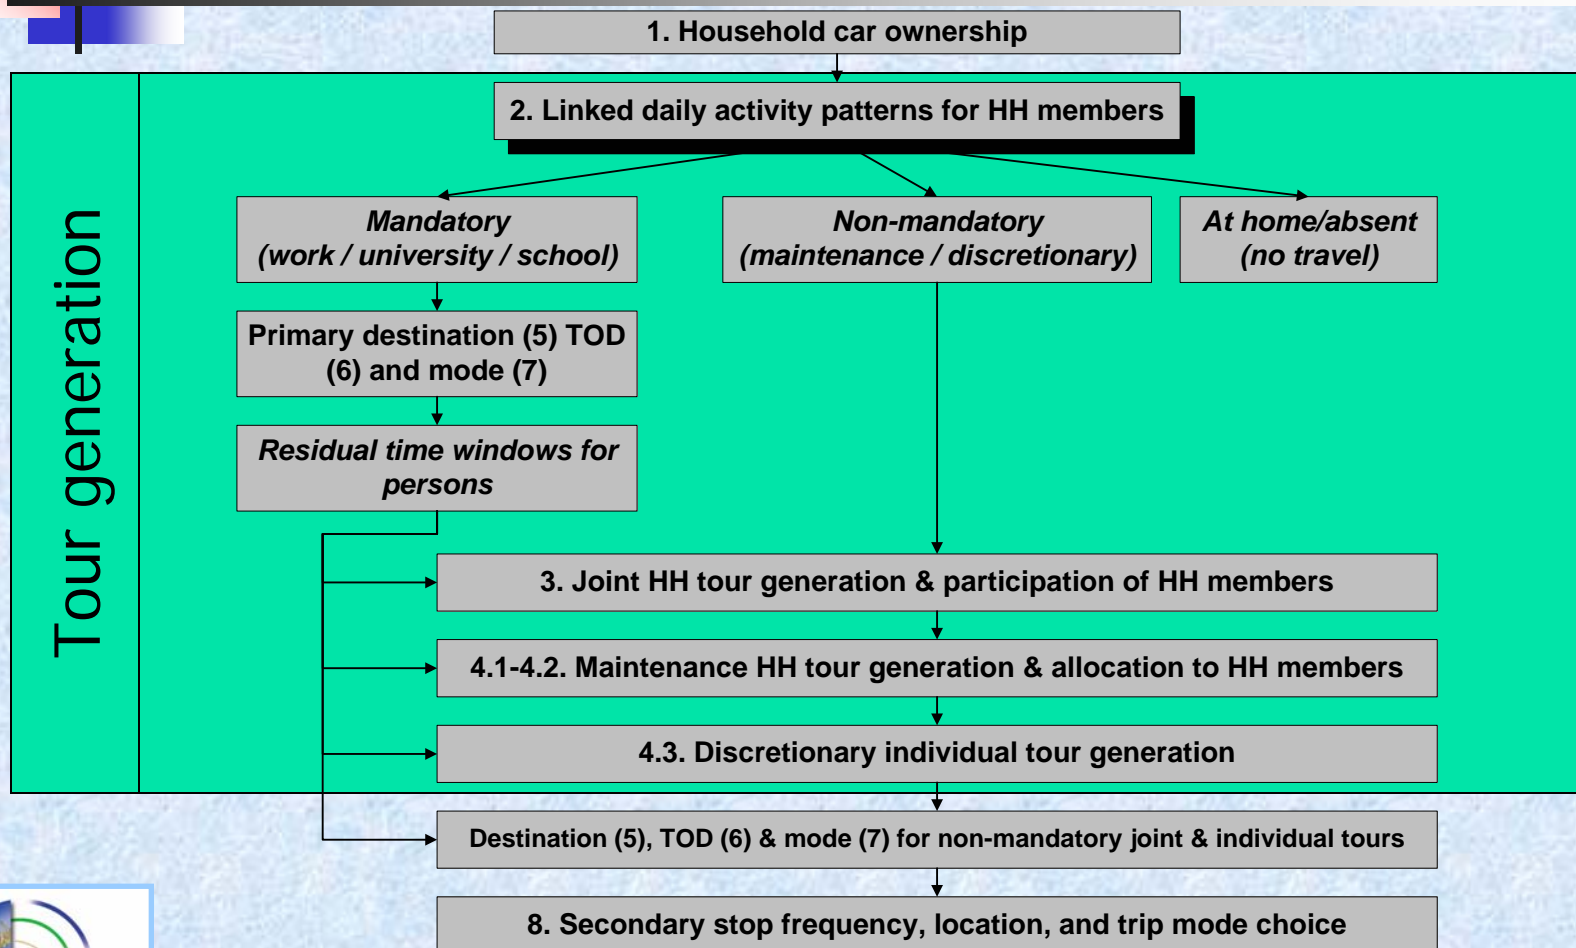 1. Household car ownership
2. Linked daily activity patterns for HH members
Tour generation
Mandatory
(work / university / school)
Non-mandatory
(maintenance / discretionary)
At home/absent
(no travel)
Primary destination (5) TOD
(6) and mode (7)
Residual time windows for
persons
3. Joint HH tour generation & participation of HH members
4.1-4.2. Maintenance HH tour generation & allocation to HH members
4.3. Discretionary individual tour generation
Destination (5), TOD (6) & mode (7) for non-mandatory joint & individual tours
8. Secondary stop frequency, location, and trip mode choice